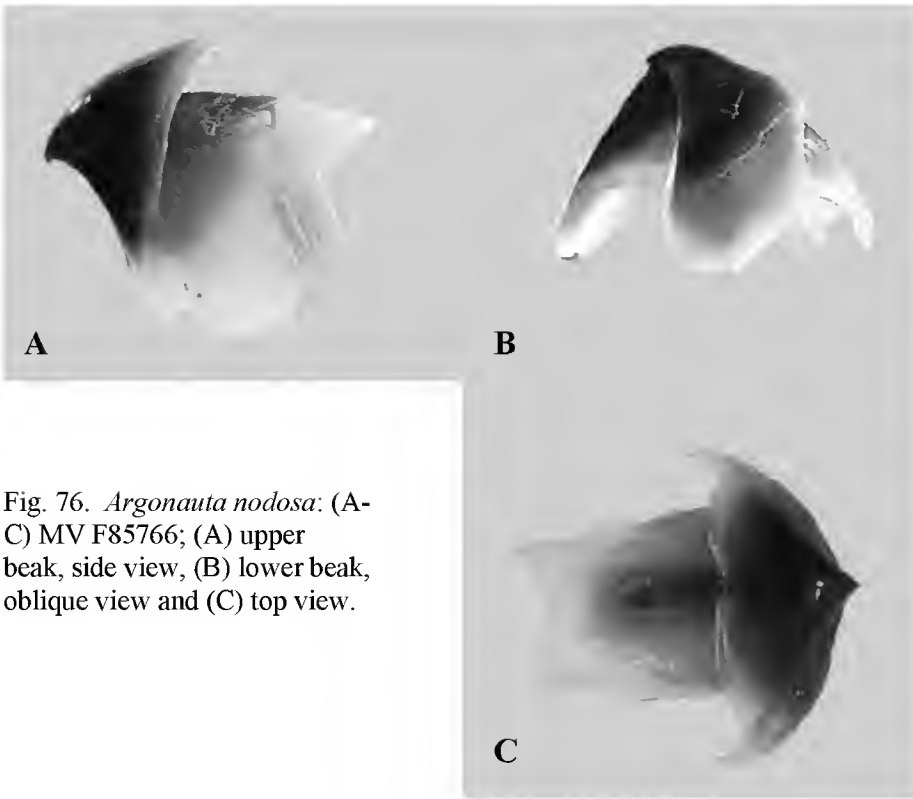 A
B
Fig. 76. Argonauta nodosa: (A-
C) MV F85766; (A) upper
beak, side view, (B) lower beak,
oblique view and (C) top view.
C